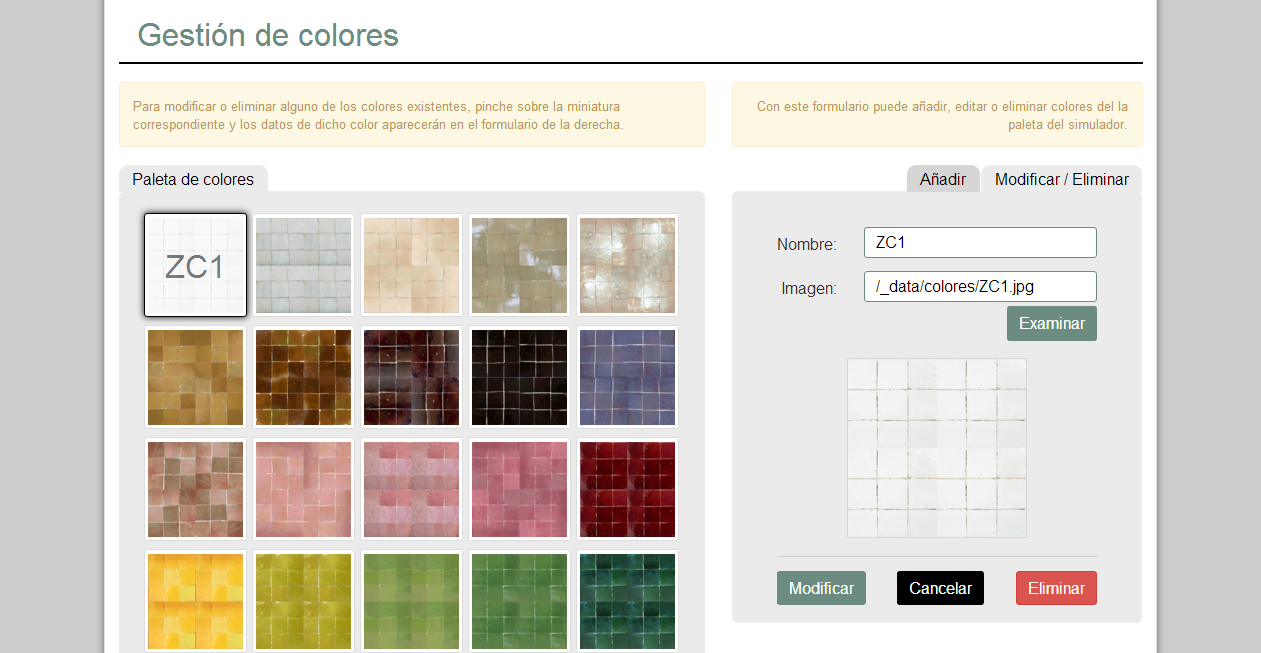 Gestión de colores
Para modificar o eliminar alguno de los colores existentes, pinche sobre la miniatura
correspondiente y los datos de dicho color aparecerán en el formulario de la derecha.
Con este formulario puede añadir, editar o eliminar colores del la
paleta del simulador.
Paleta de colores
Añadir
Modificar / Eliminar
ZC1
Nombre:
ZC1
Imagen:
/_data/colores/ZC1.jpg
Examinar
Modificar
Cancelar
Eliminar